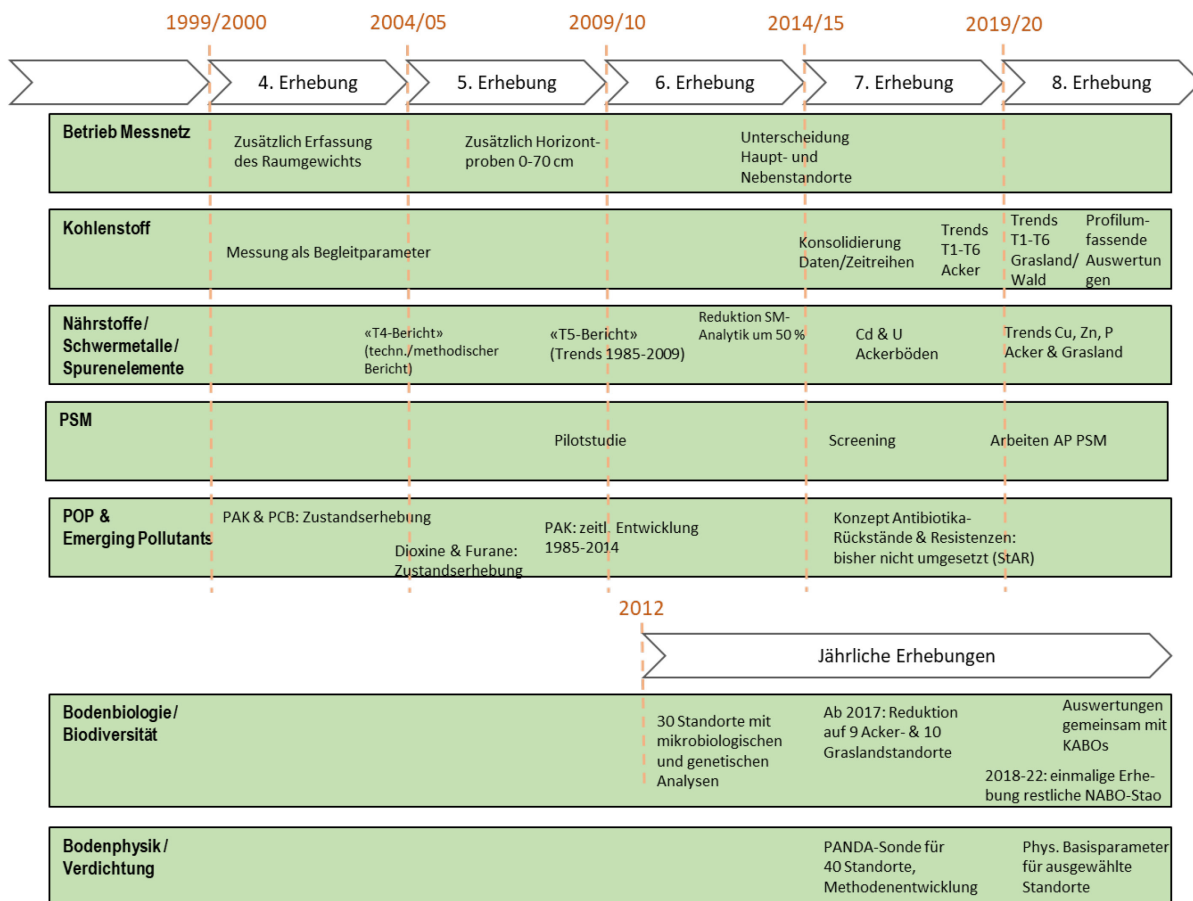 1999/2000
2004/05
2009/10
2014/15
2019/20
4. Erhebung
5. Erhebung
6. Erhebung
7. Erhebung
8. Erhebung
Betrieb Messnetz
Zusätzlich Erfassung
des Raumgewichts
Zusätzlich Horizont-
proben 0-70 cm
Unterscheidung
Haupt- und
Nebenstandorte
Kohlenstoff
Messung als Begleitparameter
Konsolidierung
Daten/Zeitreihen
Trends
T1-T6
Acker
Trends
T1-T6
Grasland/
Wald
Profilum-
fassende
Auswertun
gen
Nährstoffe/
Schwermetalle/
Spurenelemente
«T4-Bericht»
(techn./methodischer
Bericht)
«T5-Bericht»
(Trends 1985-2009)
Reduktion SM-
Analytik um 50 %
Cd & U
Ackerböden
Trends Cu, Zn, P
Acker & Grasland
PSM
Pilotstudie
Screening
Arbeiten AP PSM
POP &
Emerging Pollutants
PAK & PCB: Zustandserhebung
Dioxine & Furane:
Zustandserhebung
PAK: zeitl. Entwicklung
1985-2014
Konzept Antibiotika-
Rückstände & Resistenzen:
bisher nicht umgesetzt (StAR)
2012
Jährliche Erhebungen
Bodenbiologie/
Biodiversität
30 Standorte mit
mikrobiologischen
und genetischen
Analysen
Ab 2017: Reduktion
auf 9 Acker- & 10
Graslandstandorte
Auswertungen
gemeinsam mit
KABOs
2018-22: einmalige Erhe-
bung restliche NABO-Stao
Bodenphysik/
Verdichtung
PANDA-Sonde für
40 Standorte,
Methodenentwicklung
Phys. Basisparameter
für ausgewählte
Standorte